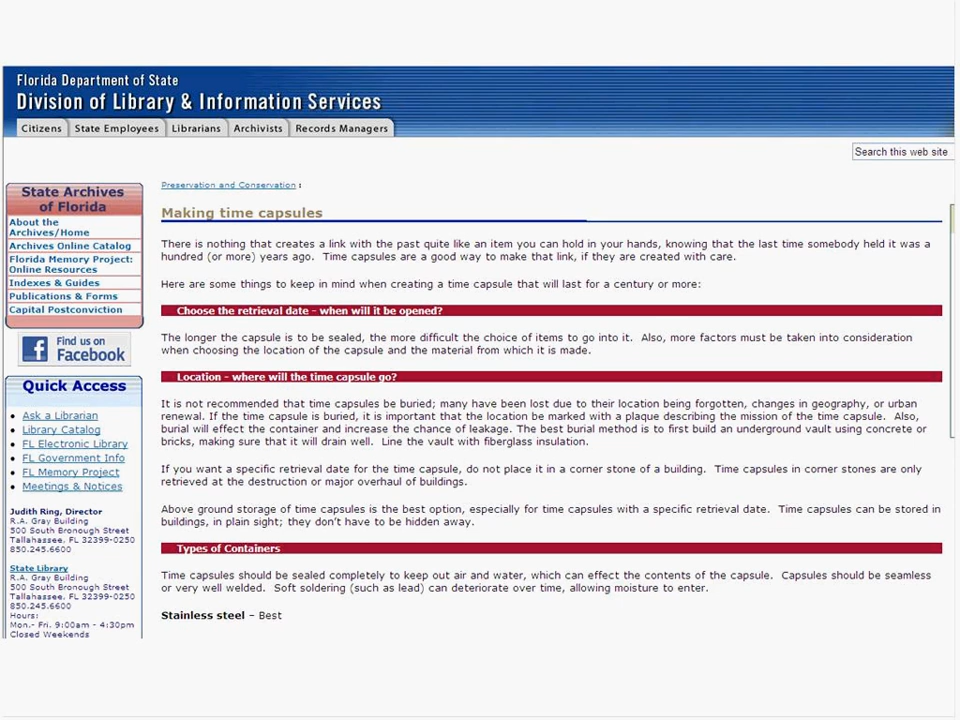 Florida Department of State
Division of Library & Information Services
Citizens State Employees Librarians Archivists Records Managers
Search this web site
State Archives
of Florida
About the
Archives/Home
Archives Online Catalog
Florida Memory Project:
Online Resources
Indexes & Guides
Publications & Forms
Capital Postconviction
Find us on
Facebook
Quick Access
Ask a Librarian
Library Catalog
FL Electronic Library
FL Government Info
FL Memory Project
Meetings & Notices
Judith Ring, Director
R.A. Gray Building
500 South Bronough Street
Tallahassee, FL 32399-0250
850.245.6600
State Library
R.A. Gray Building
500 South Bronough Street
Tallahassee, FL 32399-0250
850.245.6600
Hours:
Mon.- Fri. 9:00am - 4:30pm
Closed Weekends
Preservation and Conservation :
Making time capsules
There is nothing that creates a link with the past quite like an item you can hold in your hands, knowing that the last time somebody held it was a
hundred (or more) years ago. Time capsules are a good way to make that link, if they are created with care.
Here are some things to keep in mind when creating a time capsule that will last for a century or more:
Choose the retrieval date - when will it be opened?
The longer the capsule is to be sealed, the more difficult the choice of items to go into it. Also, more factors must be taken into consideration
when choosing the location of the capsule and the material from which it is made.
Location - where will the time capsule go?
It is not recommended that time capsules be buried; many have been lost due to their location being forgotten, changes in geography, or urban
renewal. If the time capsule is buried, it is important that the location be marked with a plaque describing the mission of the time capsule. Also,
burial will effect the container and increase the chance of leakage. The best burial method is to first build an underground vault using concrete or
bricks, making sure that it will drain well. Line the vault with fiberglass insulation.
If you want a specific retrieval date for the time capsule, do not place it in a corner stone of a building. Time capsules in corner stones are only
retrieved at the destruction or major overhaul of buildings.
Above ground storage of time capsules is the best option, especially for time capsules with a specific retrieval date. Time capsules can be stored in
buildings, in plain sight; they don't have to be hidden away.
Types of Containers
Time capsules should be sealed completely to keep out air and water, which can effect the contents of the capsule. Capsules should be seamless
or very well welded. Soft soldering (such as lead) can deteriorate over time, allowing moisture to enter.
Stainless steel – Best